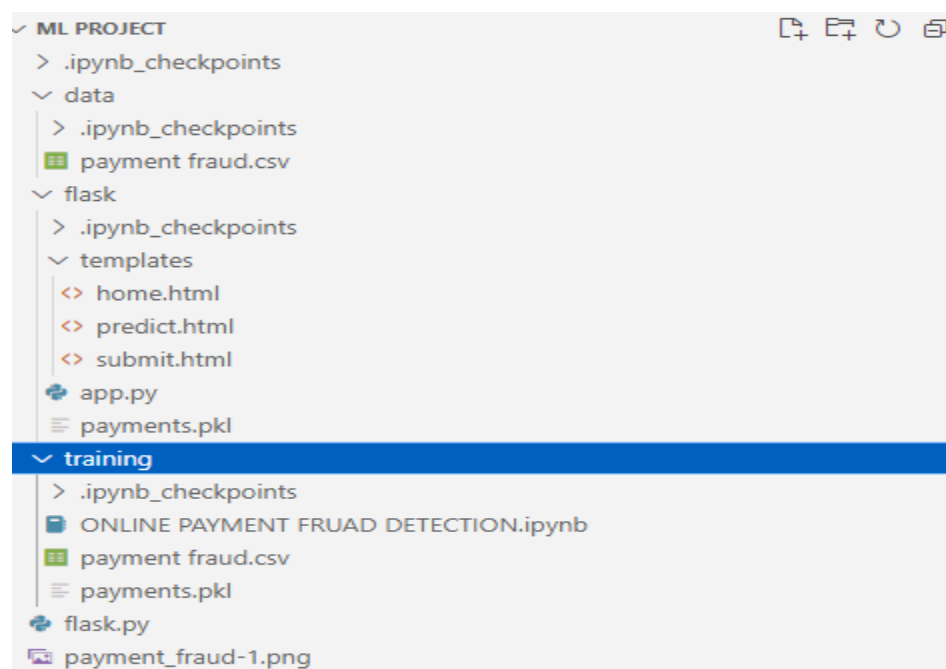 ML PROJECT
.ipynb_checkpoints
data
.ipynb_checkpoints
payment fraud.csv
flask
.ipynb_checkpoints
templates
home.html
predict.html
submit.html
app.py
payments.pkl
training
.ipynb_checkpoints
ONLINE PAYMENT FRUAD DETECTION.ipynb
payment fraud.csv
payments.pkl
flask.py
payment_fraud-1.png